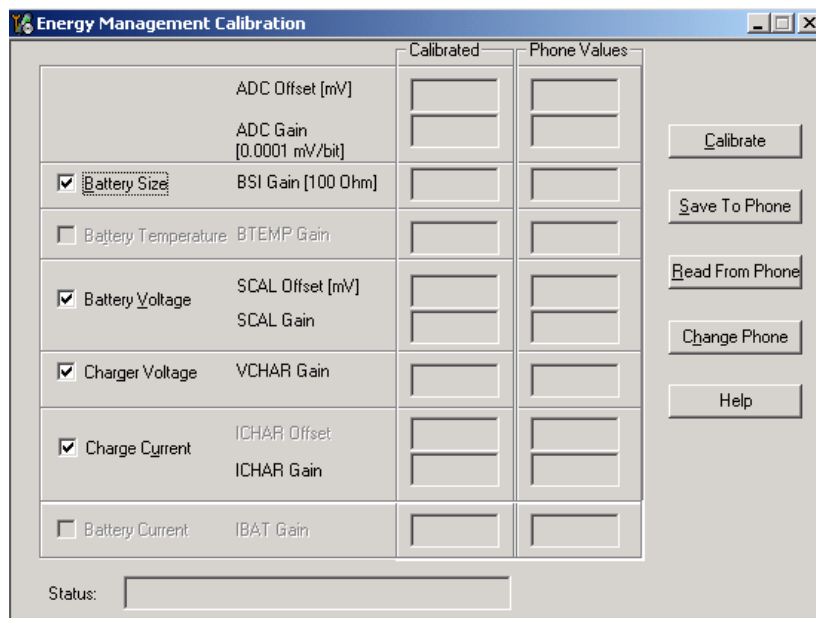 Energy Management Calibration
Calibrated Phone Values
ADC Offset [mV]
ADC Gain
[0.0001 mV/bit]
Battery Size BSI Gain [100 Ohm]
Battery Temperature BTEMP Gain
Battery Voltage
SCAL Offset [mV]
SCAL Gain
Charger Voltage VCHAR Gain
Charge Current
ICHAR Offset
ICHAR Gain
Battery Current IBAT Gain
Status:
Calibrate
Save To Phone
Read From Phone
Change Phone
Help